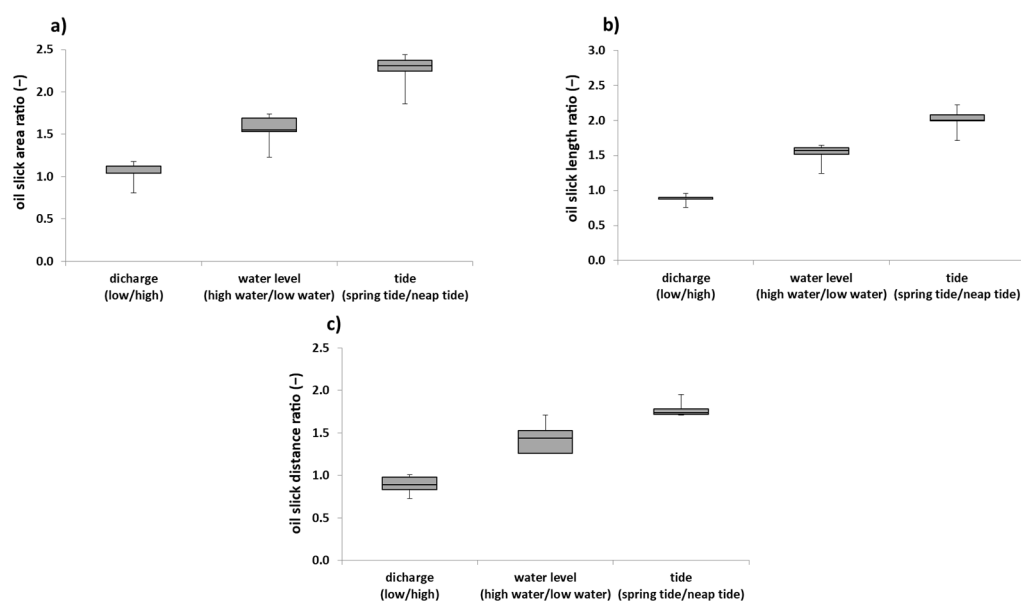 a)
oil slick area ratio (–)
2.5
2.0
1.5
1.0
0.5
0.0
dicharge
(low/high)
water level
(high water/low water)
tide
(spring tide/neap tide)
b)
oil slick length ratio (–)
3.0
2.5
2.0
1.5
1.0
0.5
0.0
dicharge
(low/high)
water level
(high water/low water)
tide
(spring tide/neap tide)
c)
oil slick distance ratio (–)
2.5
2.0
1.5
1.0
0.5
0.0
dicharge
(low/high)
water level
(high water/low water)
tide
(spring tide/neap tide)